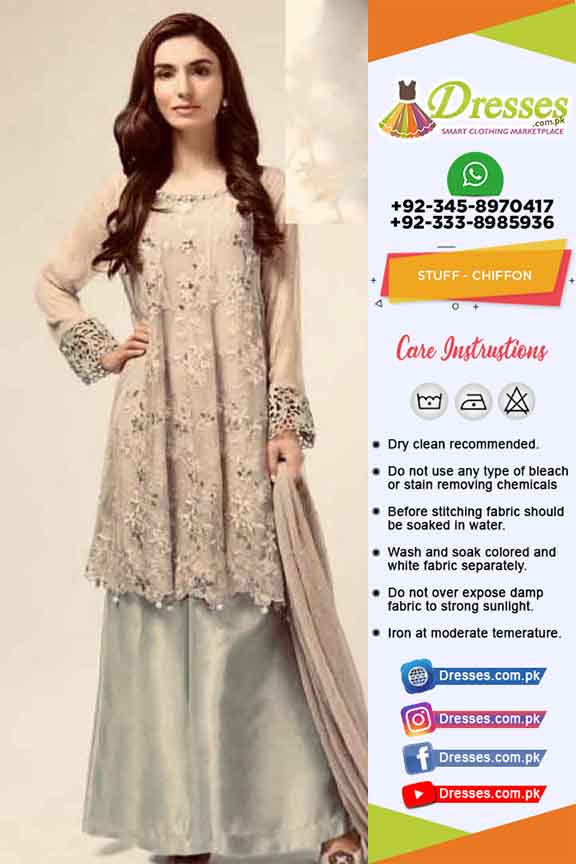 Dresses
.com.pk
SMART CLOTHING MARKETPLACE
+92-345-8970417
+92-333-8985936
STUFF - CHIFFON
Care Instrustions
Dry clean recommended.
Do not use any type of bleach
or stain removing chemicals
Before stitching fabric should
be soaked in water.
Wash and soak colored and
white fabric separately.
Do not over expose damp
fabric to strong sunlight.
Iron at moderate temerature.
Dresses.com.pk
Dresses.com.pk
Dresses.com.pk
Dresses.com.pk